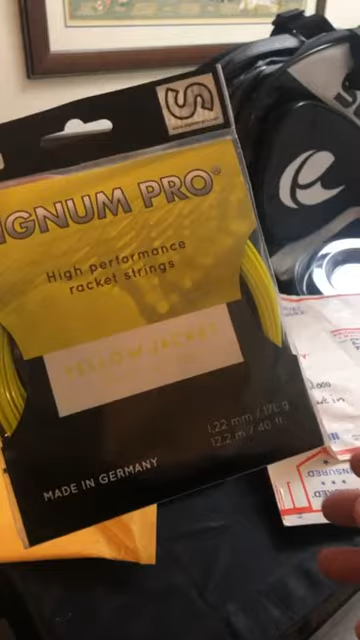 IGNUM PRO®
High performance
racket strings
YELLOW JACKET
1,22 mm / 17L g
12.2 m / 40 ft.
MADE IN GERMANY